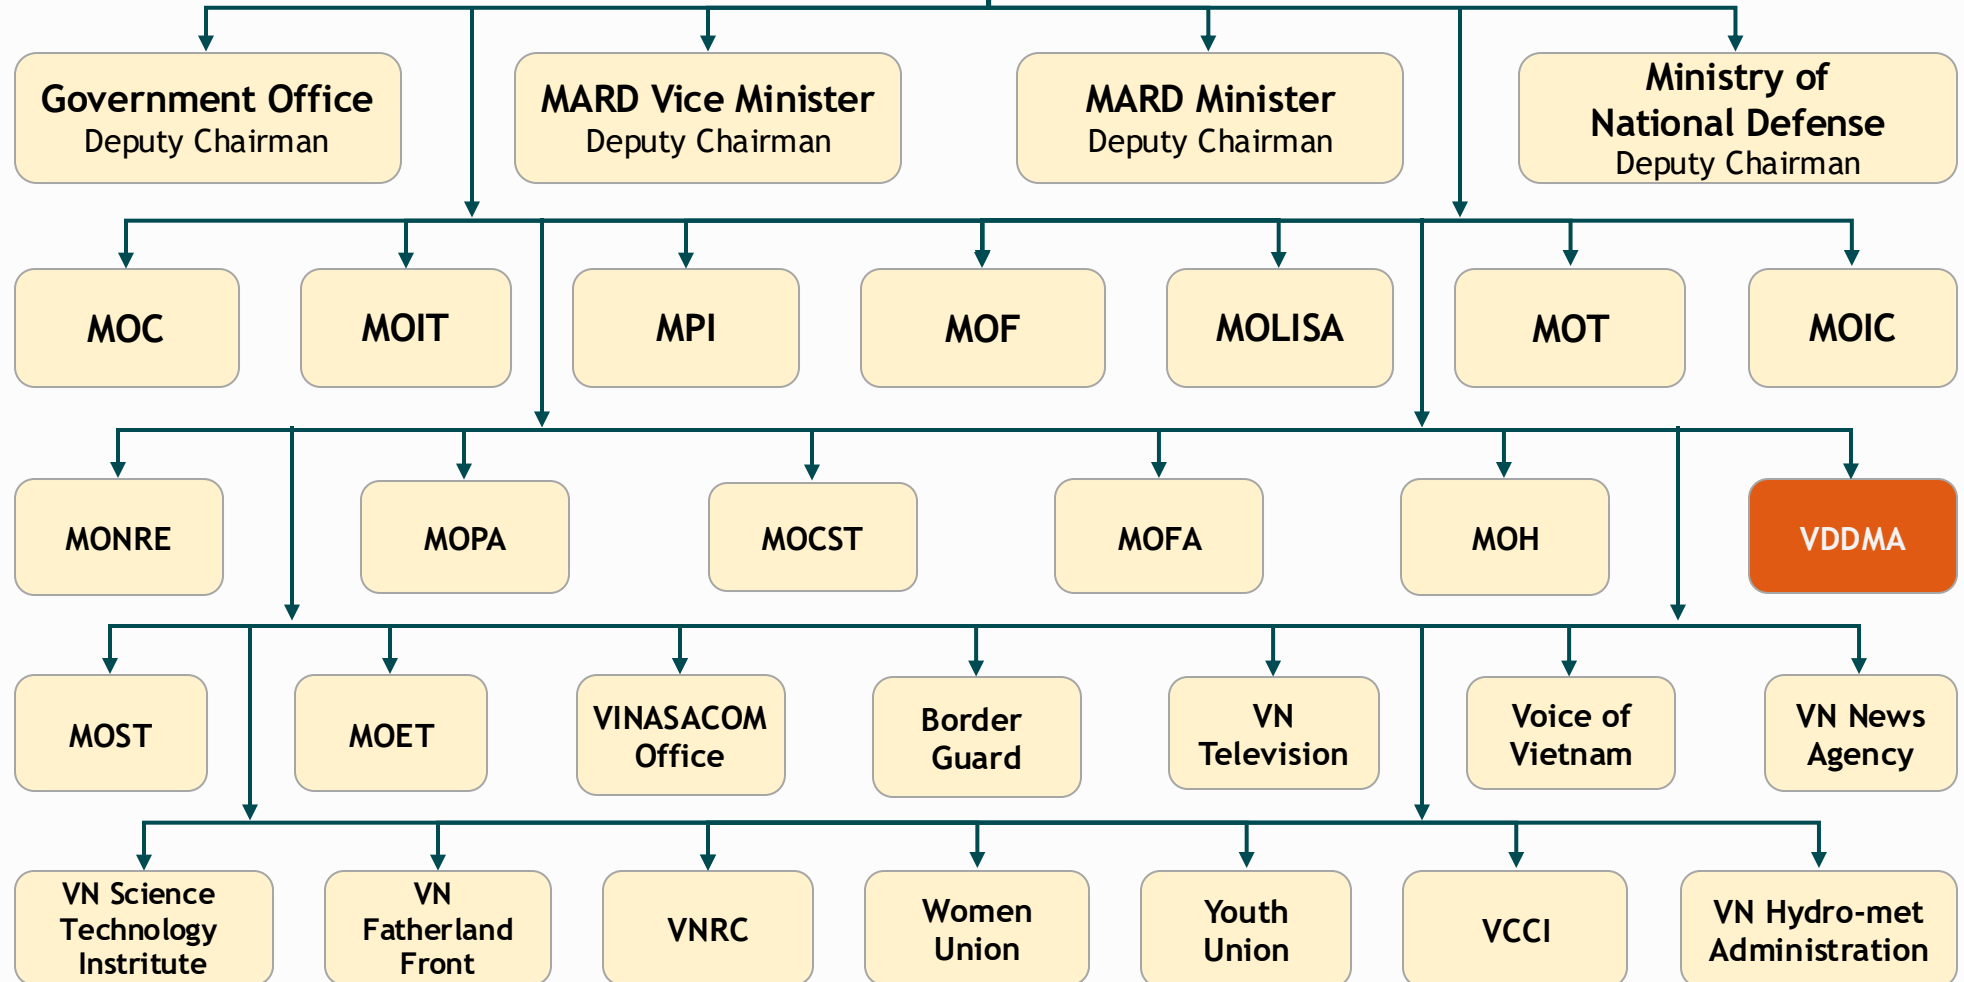 Government Office
Deputy Chairman
MARD Vice Minister
Deputy Chairman
MARD Minister
Deputy Chairman
Ministry of
National Defense
Deputy Chairman
MOC
MOIT
MPI
MOF
MOLISA
MOT
MOIC
MONRE
MOPA
MOCST
MOFA
MOH
VDDMA
MOST
MOET
VINASACOM
Office
Border
Guard
VN
Television
Voice of
Vietnam
VN News
Agency
VN Science
Technology
Instritute
VN
Fatherland
Front
VNRC
Women
Union
Youth
Union
VCCI
VN Hydro-met
Administration